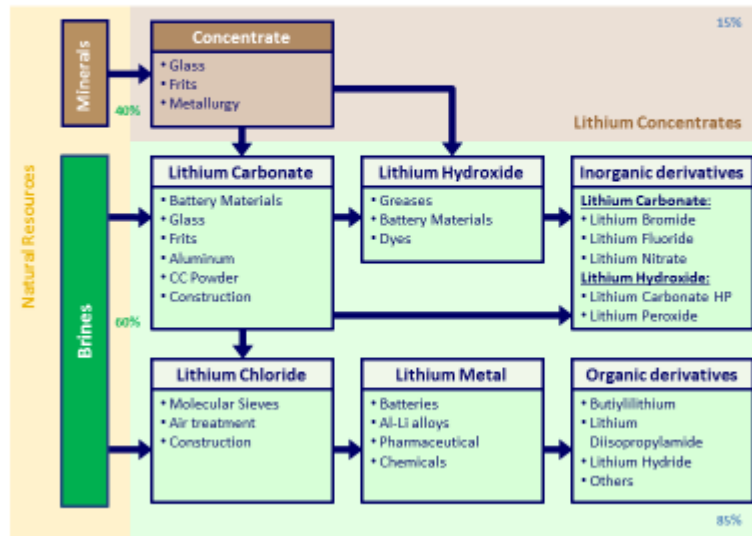 15%
Concentrate
• Glass
• Frits
• Metallurgy
Minerals
40%
Lithium Concentrates
Natural Resources
Lithium Carbonate
• Battery Materials
• Glass
• Frits
• Aluminum
• CC Powder
• Construction
Lithium Hydroxide
• Greases
• Battery Materials
• Dyes
Inorganic derivatives
Lithium Carbonate:
• Lithium Bromide
• Lithium Fluoride
• Lithium Nitrate
Lithium Hydroxide:
• Lithium Carbonate HP
• Lithium Peroxide
Brines
60%
Lithium Chloride
• Molecular Sieves
• Air treatment
• Construction
Lithium Metal
• Batteries
• Al-Li alloys
• Pharmaceutical
• Chemicals
Organic derivatives
• Butiylilithium
• Lithium
Diisopropylamide
• Lithium Hydride
• Others
85%